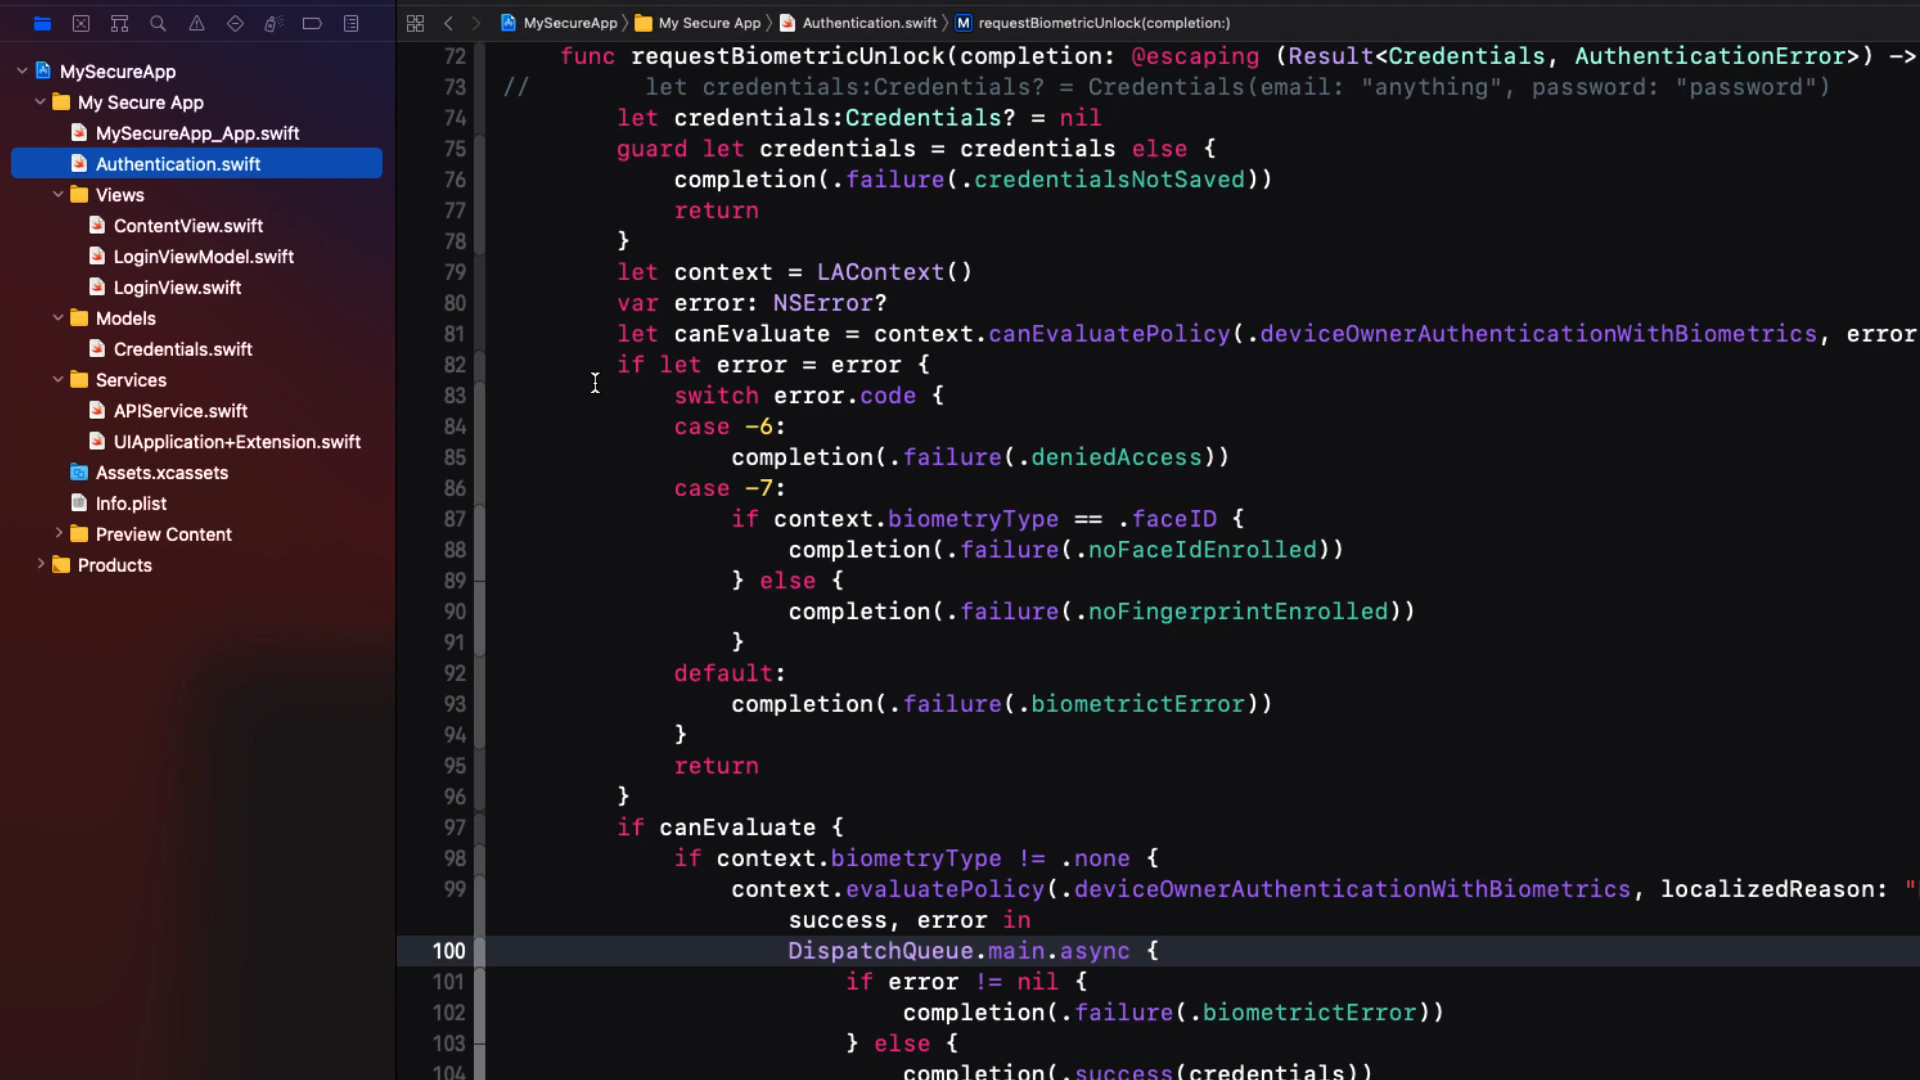 MySecureApp
My Secure App
MySecureApp_App.swift
Authentication.swift
Views
ContentView.swift
LoginViewModel.swift
LoginView.swift
Models
Credentials.swift
Services
APIService.swift
UIApplication+Extension.swift
Assets.xcassets
Info.plist
Preview Content
Products
MySecureApp 〉 My Secure App 〉 Authentication.swift 〉 M requestBiometricUnlock(completion:)
72 func requestBiometricUnlock(completion: @escaping (Result<Credentials, AuthenticationError>) ->
73 // let credentials:Credentials? = Credentials(email: "anything", password: "password")
74 let credentials:Credentials? = nil
75 guard let credentials = credentials else {
76 completion(.failure(.credentialsNotSaved))
77 return
78 }
79 let context = LAContext()
80 var error: NSError?
81 let canEvaluate = context.canEvaluatePolicy(.deviceOwnerAuthenticationWithBiometrics, error
82 if let error = error {
83 switch error.code {
84 case -6:
85 completion(.failure(.deniedAccess))
86 case -7:
87 if context.biometryType == .faceID {
88 completion(.failure(.noFaceIdEnrolled))
89 } else {
90 completion(.failure(.noFingerprintEnrolled))
91 }
92 default:
93 completion(.failure(.biometrictError))
94 }
95 return
96 }
97 if canEvaluate {
98 if context.biometryType != .none {
99 context.evaluatePolicy(.deviceOwnerAuthenticationWithBiometrics, localizedReason: "
success, error in
100 DispatchQueue.main.async {
101 if error != nil {
102 completion(.failure(.biometrictError))
103 } else {
104 completion(.success(credentials))